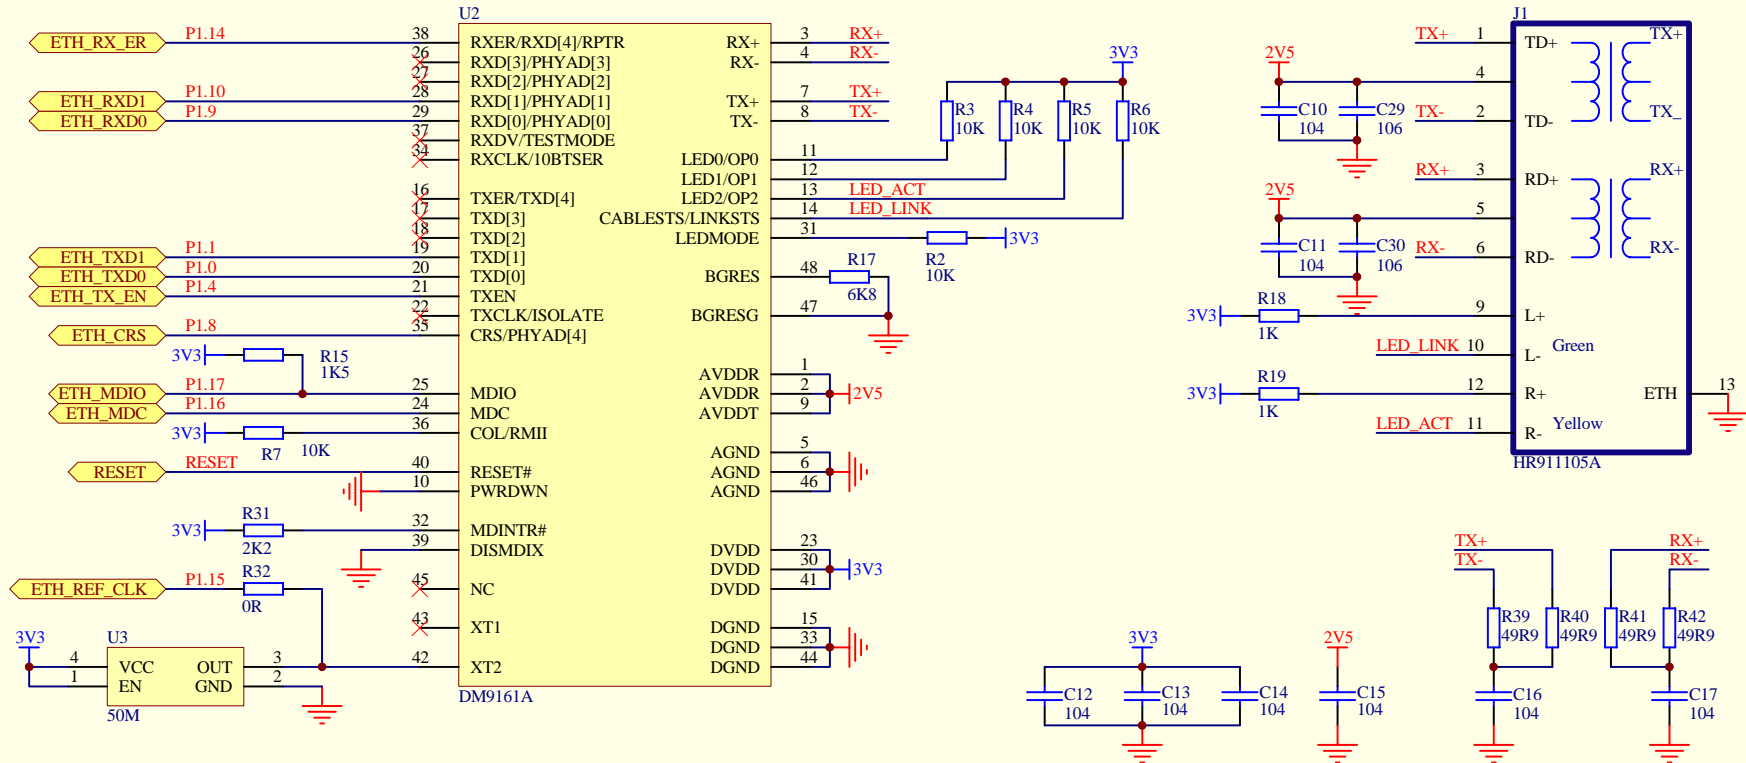 U2
ETH_RX_ER P1.14 38 RXER/RXD[4]/RPTR RX+ 3 RX+
26 RXD[3]/PHYAD[3] RX- 4 RX-
27 RXD[2]/PHYAD[2]
ETH_RXD1 P1.10 28 RXD[1]/PHYAD[1] TX+ 7 TX+
ETH_RXD0 P1.9 29 RXD[0]/PHYAD[0] TX- 8 TX-
37 RXDV/TESTMODE
34 RXCLK/10BTSER LED0/OP0 11
LED1/OP1 12
16 TXER/TXD[4] LED2/OP2 13 LED_ACT
17 TXD[3] CABLESTS/LINKSTS 14 LED_LINK
18 TXD[2] LEDMODE 31 3V3
ETH_TXD1 P1.1 19 TXD[1]
ETH_TXD0 P1.0 20 TXD[0] BGRES 48
ETH_TX_EN P1.4 21 TXEN
22 TXCLK/ISOLATE BGRESG 47
ETH_CRS P1.8 35 CRS/PHYAD[4]
3V3 R15
1K5
AVDDR 1
ETH_MDIO P1.17 25 MDIO AVDDR 2 2V5
ETH_MDC P1.16 24 MDC AVDDT 9
3V3 36 COL/RMII
R7 10K
AGND 5
RESET RESET 40 RESET# AGND 6
10 PWRDWN AGND 46
R31
3V3 32 MDINTR#
2K2
39 DISMDIX DVDD 23
DVDD 30 3V3
R32
ETH_REF_CLK P1.15 45 NC DVDD 41
0R
43 XT1 DGND 15
DGND 33
42 XT2 DGND 44
DM9161A
3V3
U3
4 VCC OUT 3
1 EN GND 2
50M
3V3
R3 R4 R5 R6
10K 10K 10K 10K
R2
10K
R17
6K8
J1
TX+ 1 TD+ TX+
2V5
4
C10 C29
104 106
TX- 2 TD- TX_
RX+ 3 RD+ RX+
2V5
5
C11 C30
104 106
RX- 6 RD- RX-
R18
3V3 9 L+
1K
LED_LINK 10 L- Green
R19
3V3 12 R+ ETH 13
1K
LED_ACT 11 R- Yellow
HR911105A
TX+ RX+
TX- RX-
R39 R40 R41 R42
49R9 49R9 49R9 49R9
C16 C17
104 104
3V3 2V5
C12 C13 C14 C15
104 104 104 104